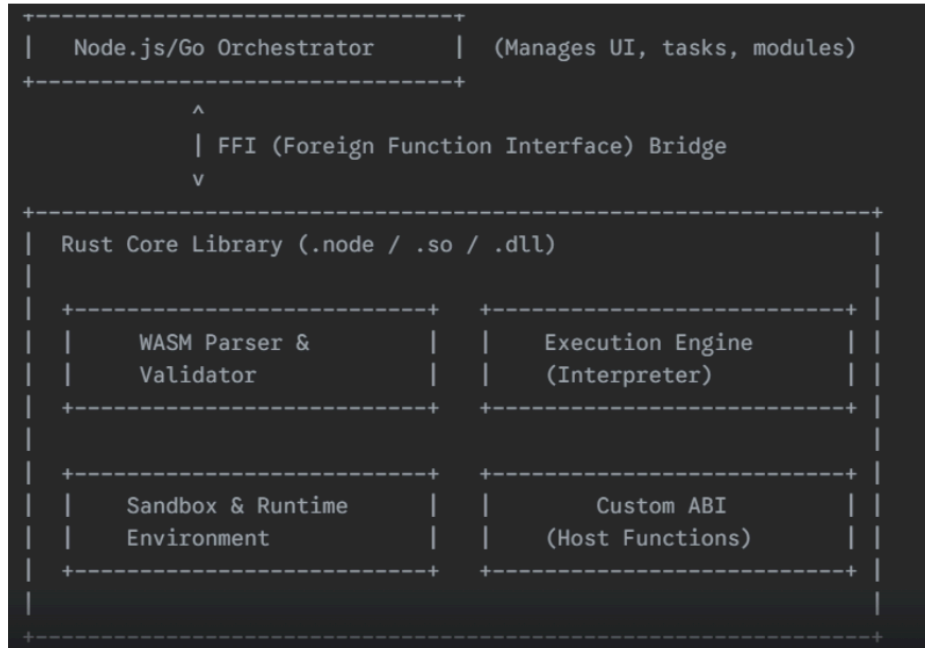 Node.js/Go Orchestrator (Manages UI, tasks, modules)
FFI (Foreign Function Interface) Bridge
Rust Core Library (.node / .so / .dll)
WASM Parser &
Validator
Execution Engine
(Interpreter)
Sandbox & Runtime
Environment
Custom ABI
(Host Functions)